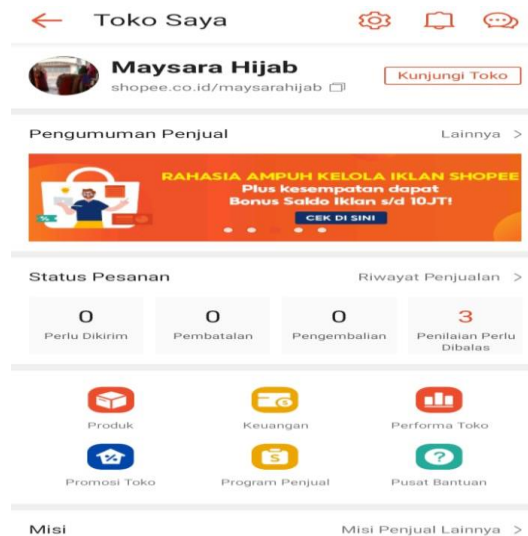 Toko Saya
Maysara Hijab
shopee.co.id/maysarahijab
Kunjungi Toko
Pengumuman Penjual
Lainnya >
RAHASIA AMPUH KELOLA IKLAN SHOPEE
Plus kesempatan dapat
Bonus Saldo Iklan s/d 10JT!
CEK DI SINI
Status Pesanan
Riwayat Penjualan >
0
Perlu Dikirim
0
Pembatalan
0
Pengembalian
3
Penilaian Perlu
Dibalas
Produk
Keuangan
Performa Toko
Promosi Toko
Program Penjual
Pusat Bantuan
Misi
Misi Penjual Lainnya >